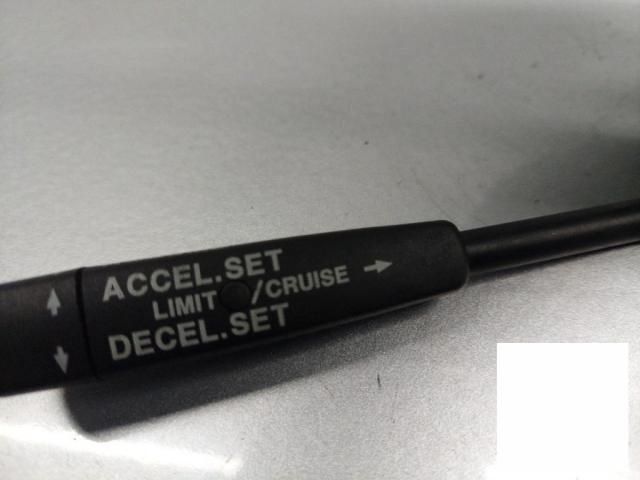 ACCEL.SET
LIMIT /CRUISE →
DECEL.SET